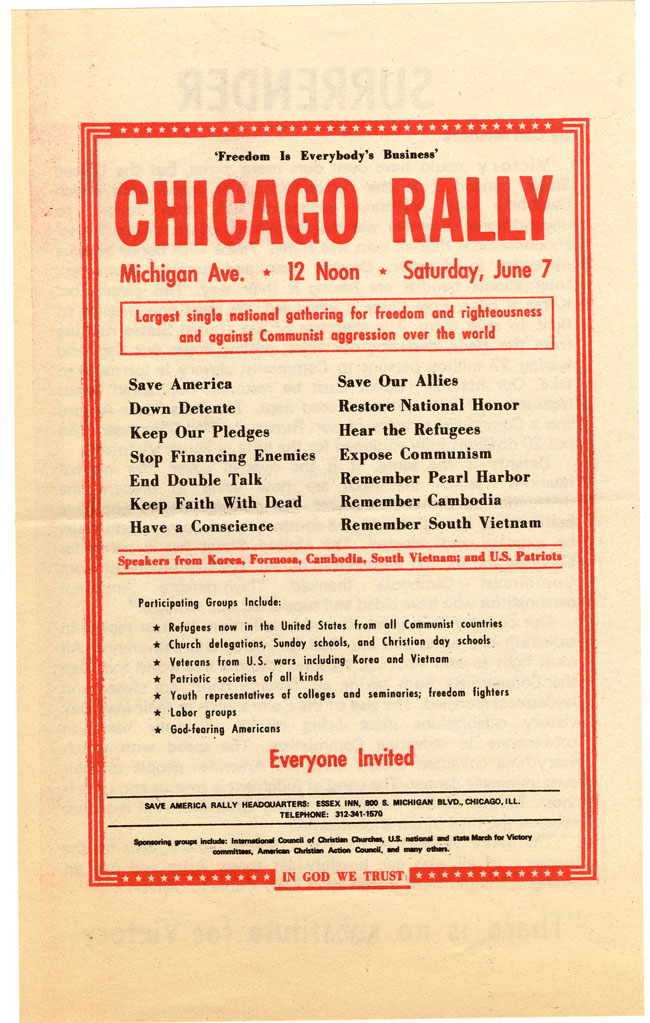 'Freedom Is Everybody's Business'
CHICAGO RALLY
Michigan Ave. ★ 12 Noon ★ Saturday, June 7
Largest single national gathering for freedom and righteousness
and against Communist aggression over the world
Save America
Down Detente
Keep Our Pledges
Stop Financing Enemies
End Double Talk
Keep Faith With Dead
Have a Conscience
Save Our Allies
Restore National Honor
Hear the Refugees
Expose Communism
Remember Pearl Harbor
Remember Cambodia
Remember South Vietnam
Speakers from Korea, Formosa, Cambodia, South Vietnam; and U.S. Patriots
Participating Groups Include:
★ Refugees now in the United States from all Communist countries
★ Church delegations, Sunday schools, and Christian day schools
★ Veterans from U.S. wars including Korea and Vietnam
★ Patriotic societies of all kinds
★ Youth representatives of colleges and seminaries; freedom fighters
★ Labor groups
★ God-fearing Americans
Everyone Invited
SAVE AMERICA RALLY HEADQUARTERS: ESSEX INN, 800 S. MICHIGAN BLVD., CHICAGO, ILL.
TELEPHONE: 312-341-1570
Sponsoring groups include: International Council of Christian Churches, U.S. national and state March for Victory
committees, American Christian Action Council, and many others.
IN GOD WE TRUST